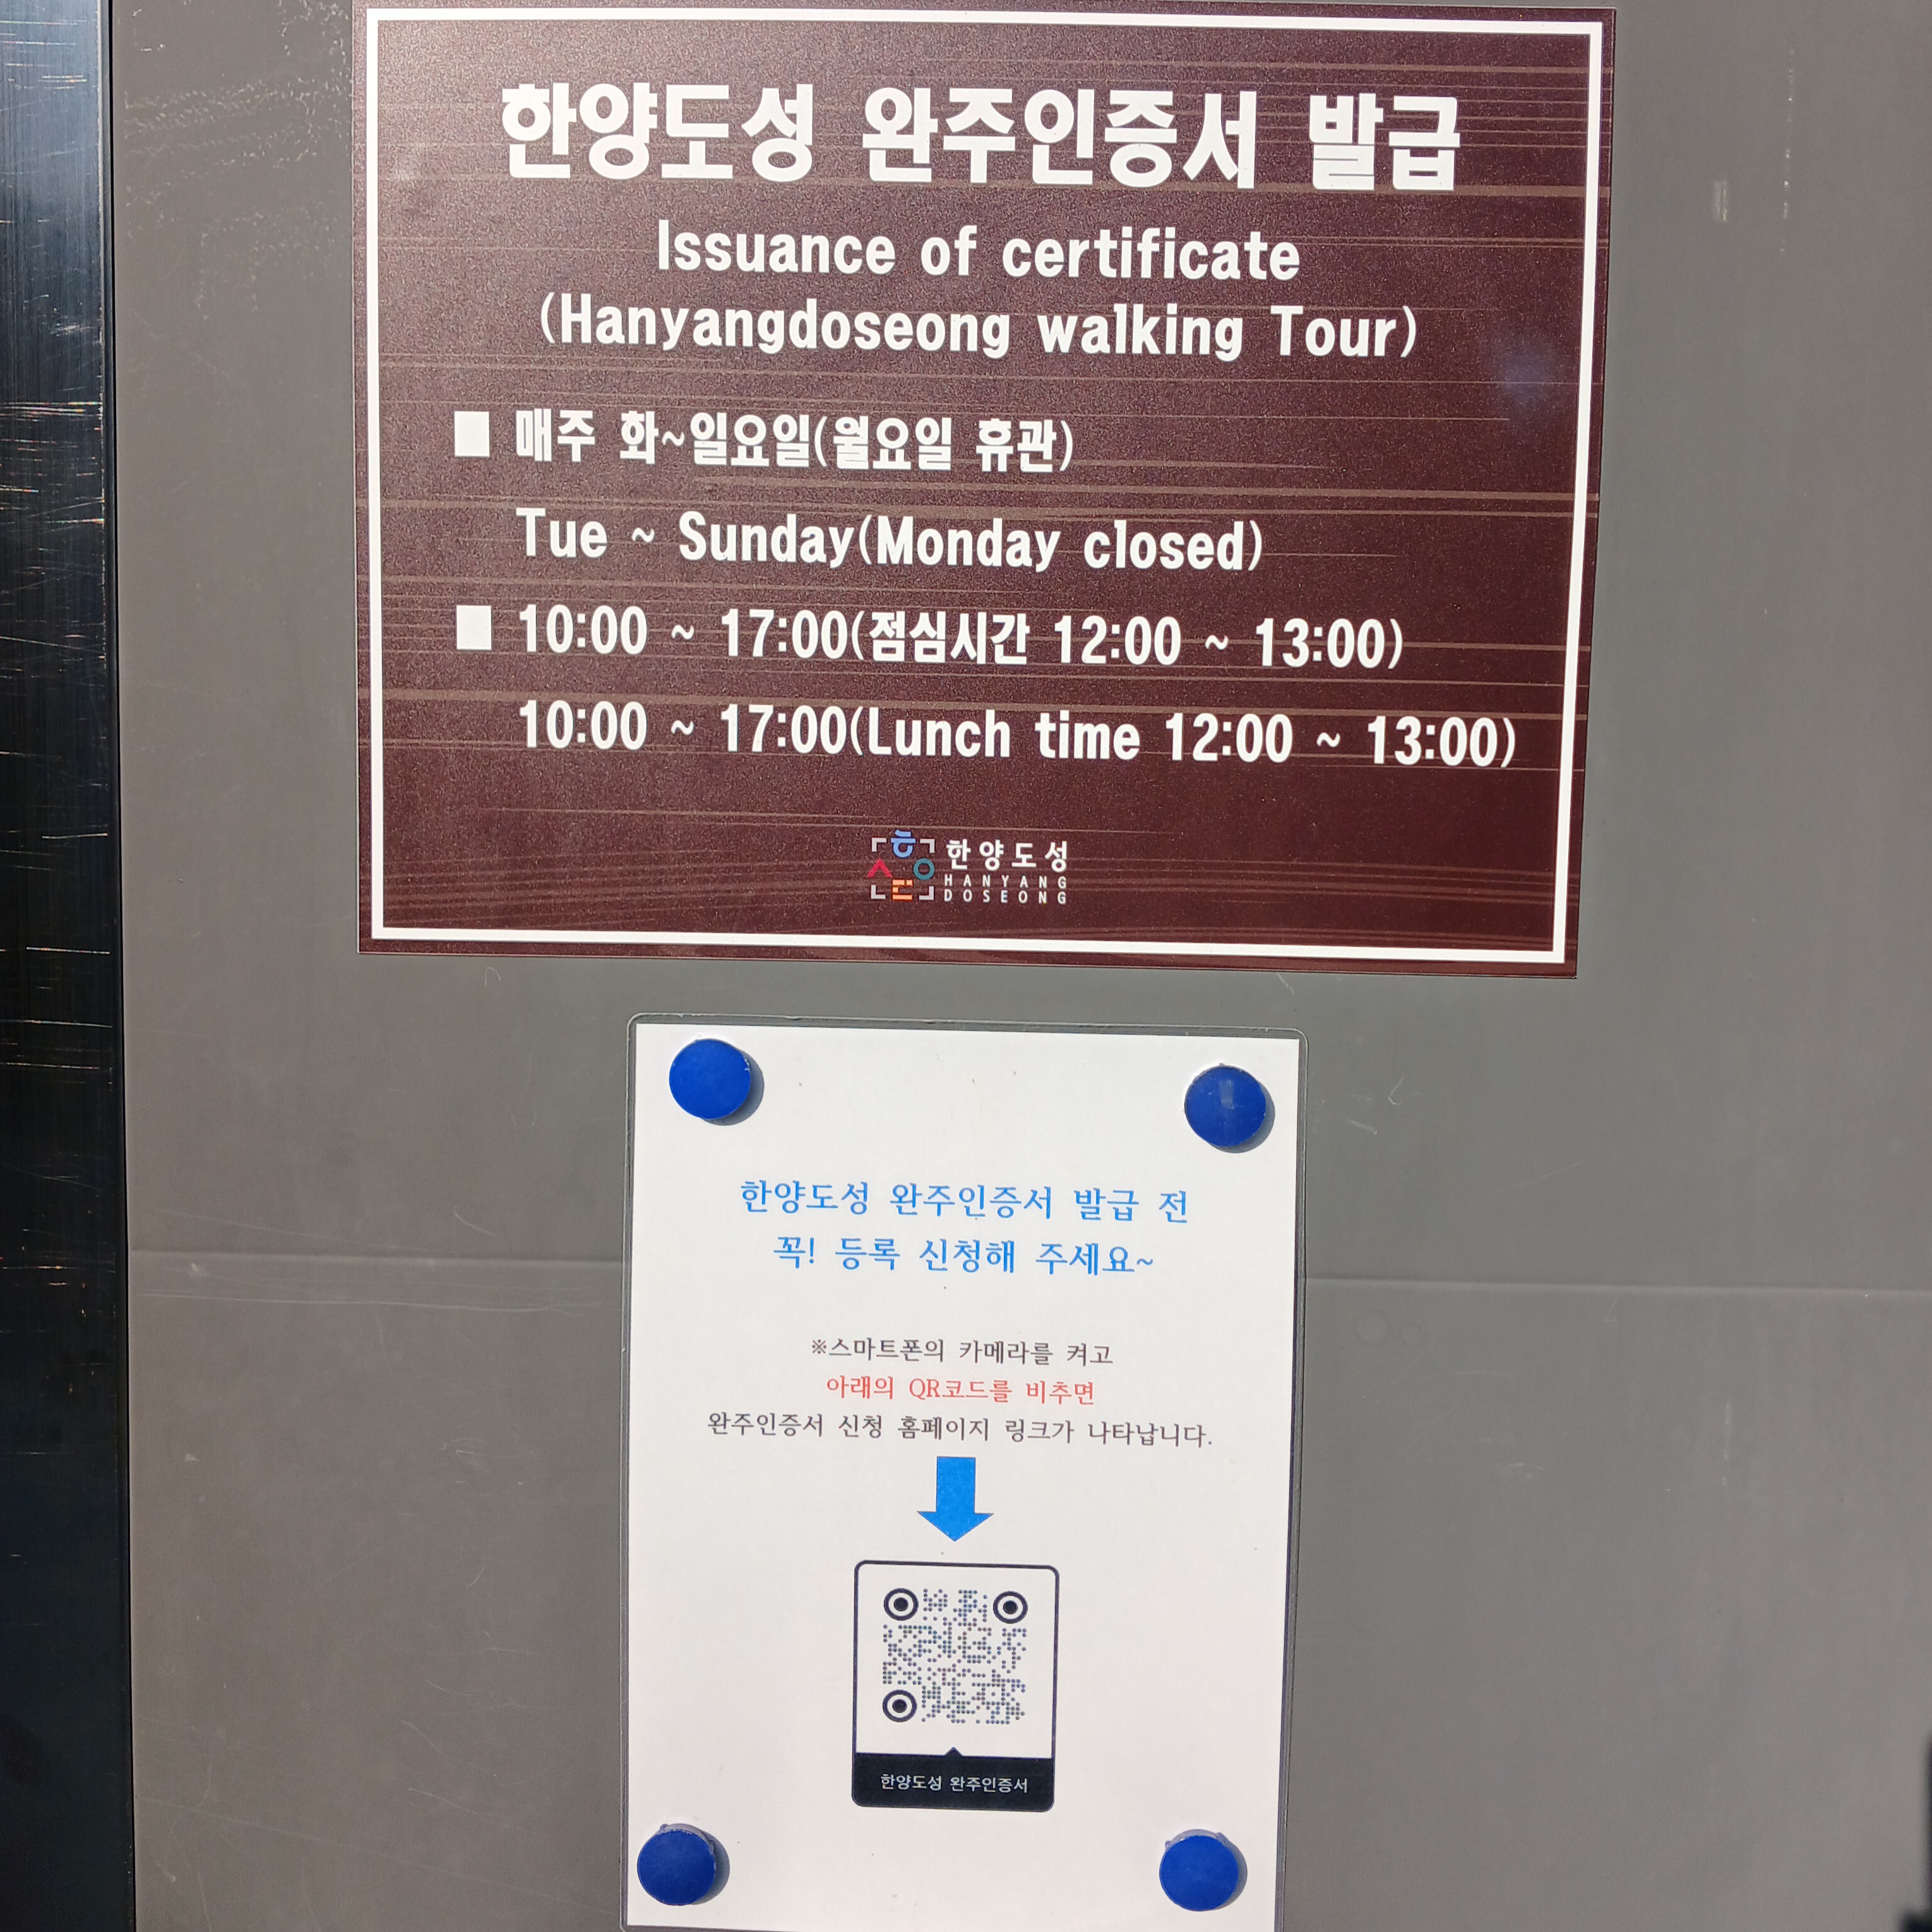 한양도성 완주인증서 발급
Issuance of certificate
(Hanyangdoseong walking Tour)
■ 매주 화~일요일(월요일 휴관)
Tue ~ Sunday(Monday closed)
■ 10:00 ~ 17:00(점심시간 12:00 ~ 13:00)
10:00 ~ 17:00(Lunch time 12:00 ~ 13:00)
한양도성
HANYANG
DOSEONG
한양도성 완주인증서 발급 전
꼭! 등록 신청해 주세요~
※스마트폰의 카메라를 켜고
아래의 QR코드를 비추면
완주인증서 신청 홈페이지 링크가 나타납니다.
한양도성 완주인증서